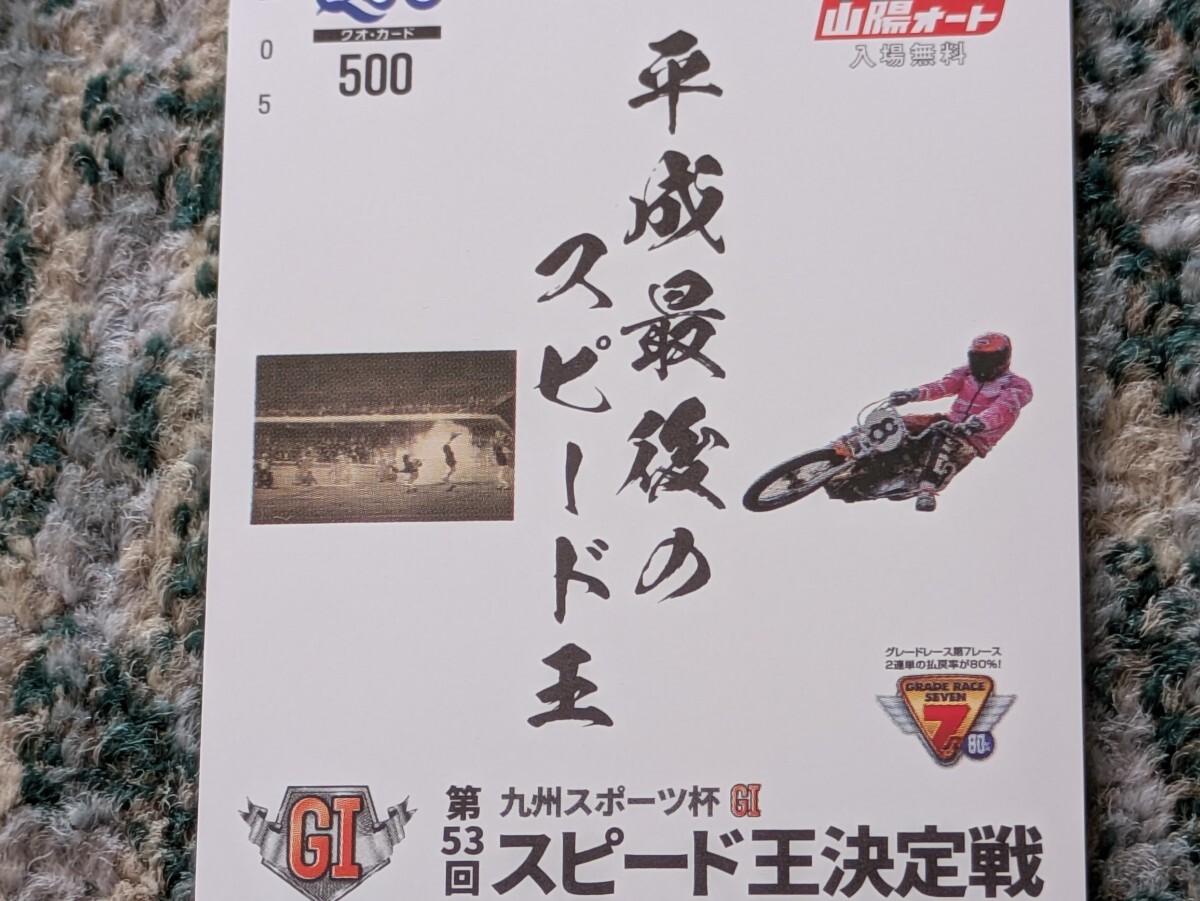 0
5
クオ・カード
500
山陽オート
入場無料
平成最後の
スピード王
8
グレードレース第7レース
2連単の払戻率が80%!
GRADE RACE
SEVEN
7
80%
GI
第53回
九州スポーツ杯 GI
スピード王決定戦